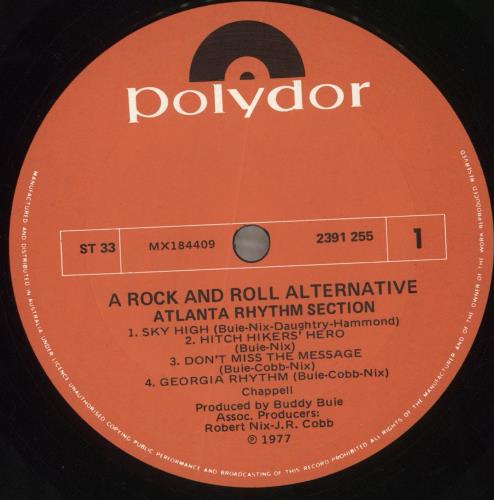 polydor
ST 33 MX184409 2391 255 1
A ROCK AND ROLL ALTERNATIVE
ATLANTA RHYTHM SECTION
1. SKY HIGH (Buie-Nix-Daughtry-Hammond)
2. HITCH HIKERS' HERO
(Buie-Nix)
3. DON'T MISS THE MESSAGE
(Buie-Cobb-Nix)
4. GEORGIA RHYTHM (Buie-Cobb-Nix)
Chappell
Produced by Buddy Buie
Assoc. Producers:
Robert Nix-J.R. Cobb
℗ 1977
MANUFACTURED AND DISTRIBUTED IN AUSTRALIA UNDER LICENCE UNAUTHORISED COPYING PUBLIC PERFORMANCE AND BROADCASTING OF THIS RECORD PROHIBITED ALL RIGHTS OF THE MANUFACTURER AND OF THE OWNER OF THE WORK REPRODUCED RESERVED